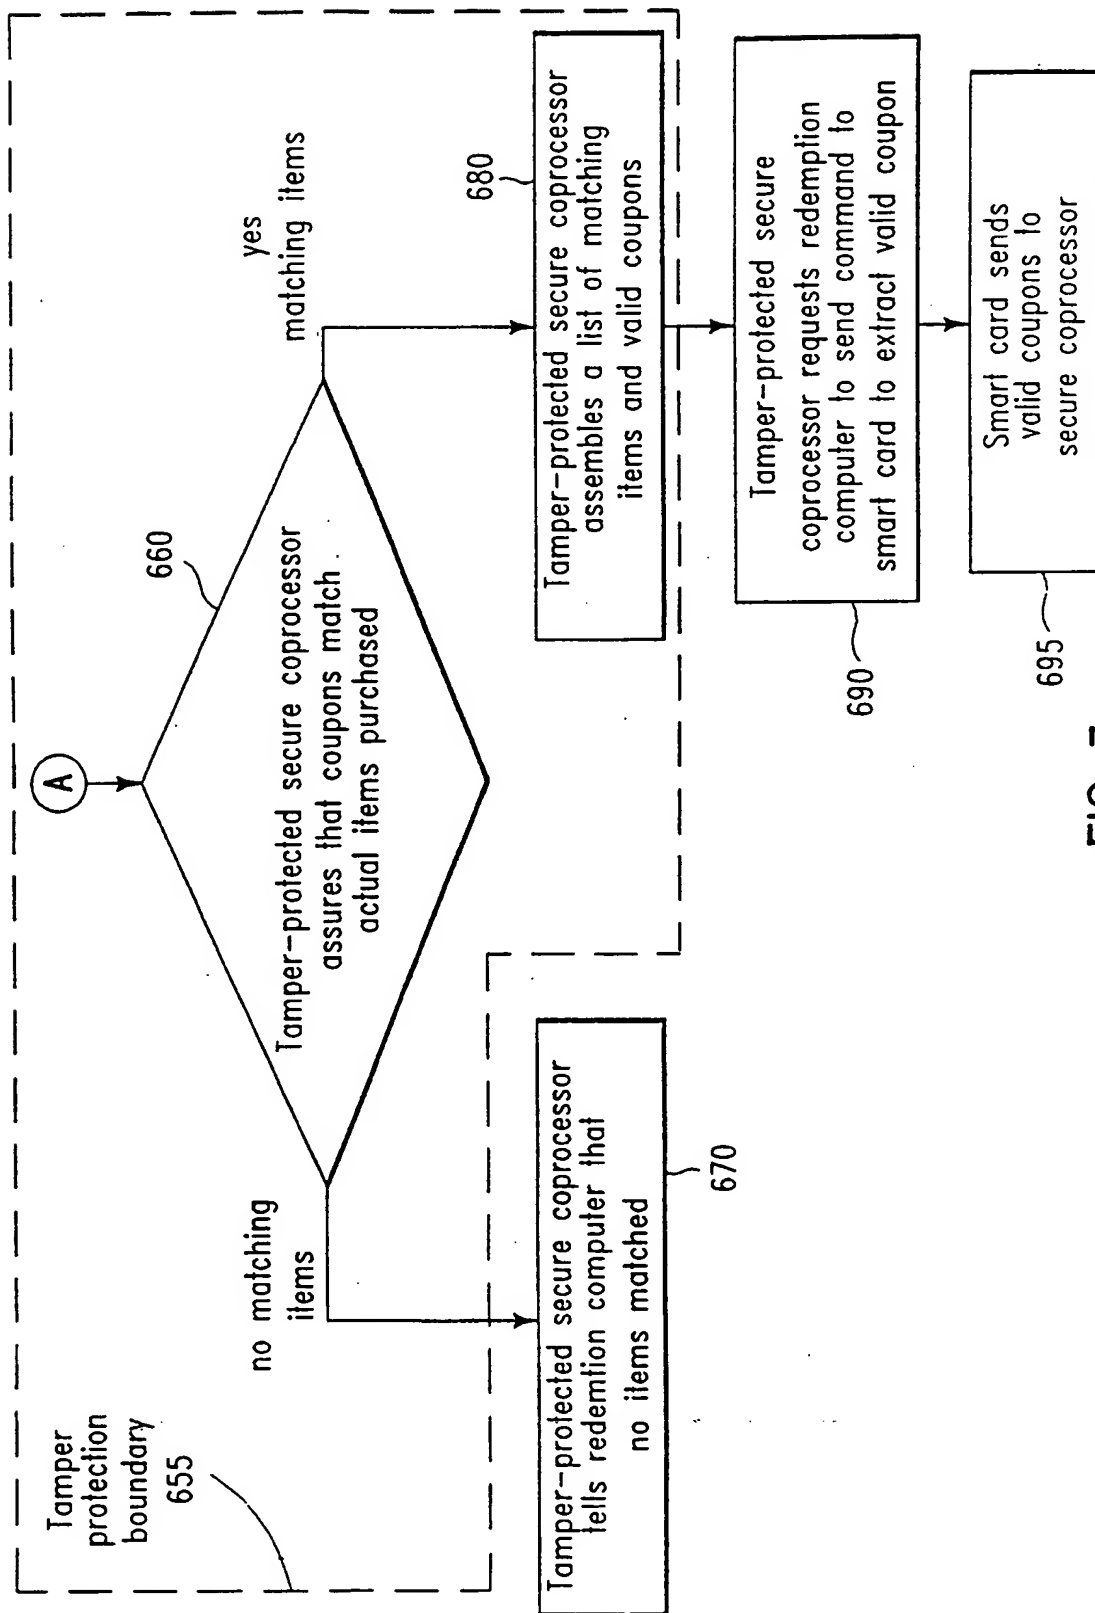 A
Tamper
protection
boundary
655
660
Tamper-protected secure coprocessor
assures that coupons match
actual items purchased
no matching
items
yes
matching items
Tamper-protected secure coprocessor
tells redemtion computer that
no items matched
670
680
Tamper-protected secure coprocessor
assembles a list of matching
items and valid coupons
690
Tamper-protected secure
coprocessor requests redemption
computer to send command to
smart card to extract valid coupon
695
Smart card sends
valid coupons to
secure coprocessor